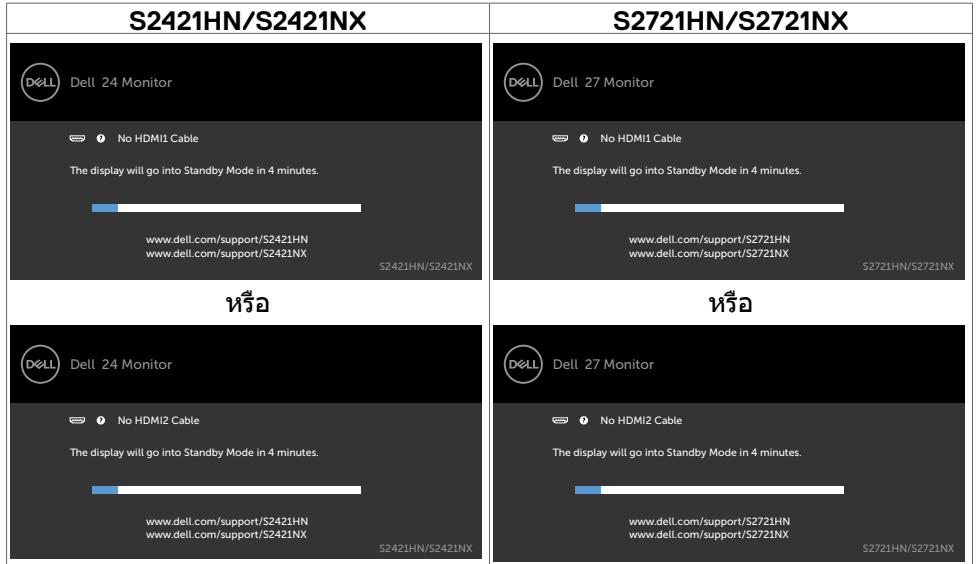 S2421HN/S2421NX
S2721HN/S2721NX
DELL Dell 24 Monitor
? No HDMI1 Cable
The display will go into Standby Mode in 4 minutes.
www.dell.com/support/S2421HN
www.dell.com/support/S2421NX
S2421HN/S2421NX
DELL Dell 27 Monitor
? No HDMI1 Cable
The display will go into Standby Mode in 4 minutes.
www.dell.com/support/S2721HN
www.dell.com/support/S2721NX
S2721HN/S2721NX
หรือ
หรือ
DELL Dell 24 Monitor
? No HDMI2 Cable
The display will go into Standby Mode in 4 minutes.
www.dell.com/support/S2421HN
www.dell.com/support/S2421NX
S2421HN/S2421NX
DELL Dell 27 Monitor
? No HDMI2 Cable
The display will go into Standby Mode in 4 minutes.
www.dell.com/support/S2721HN
www.dell.com/support/S2721NX
S2721HN/S2721NX